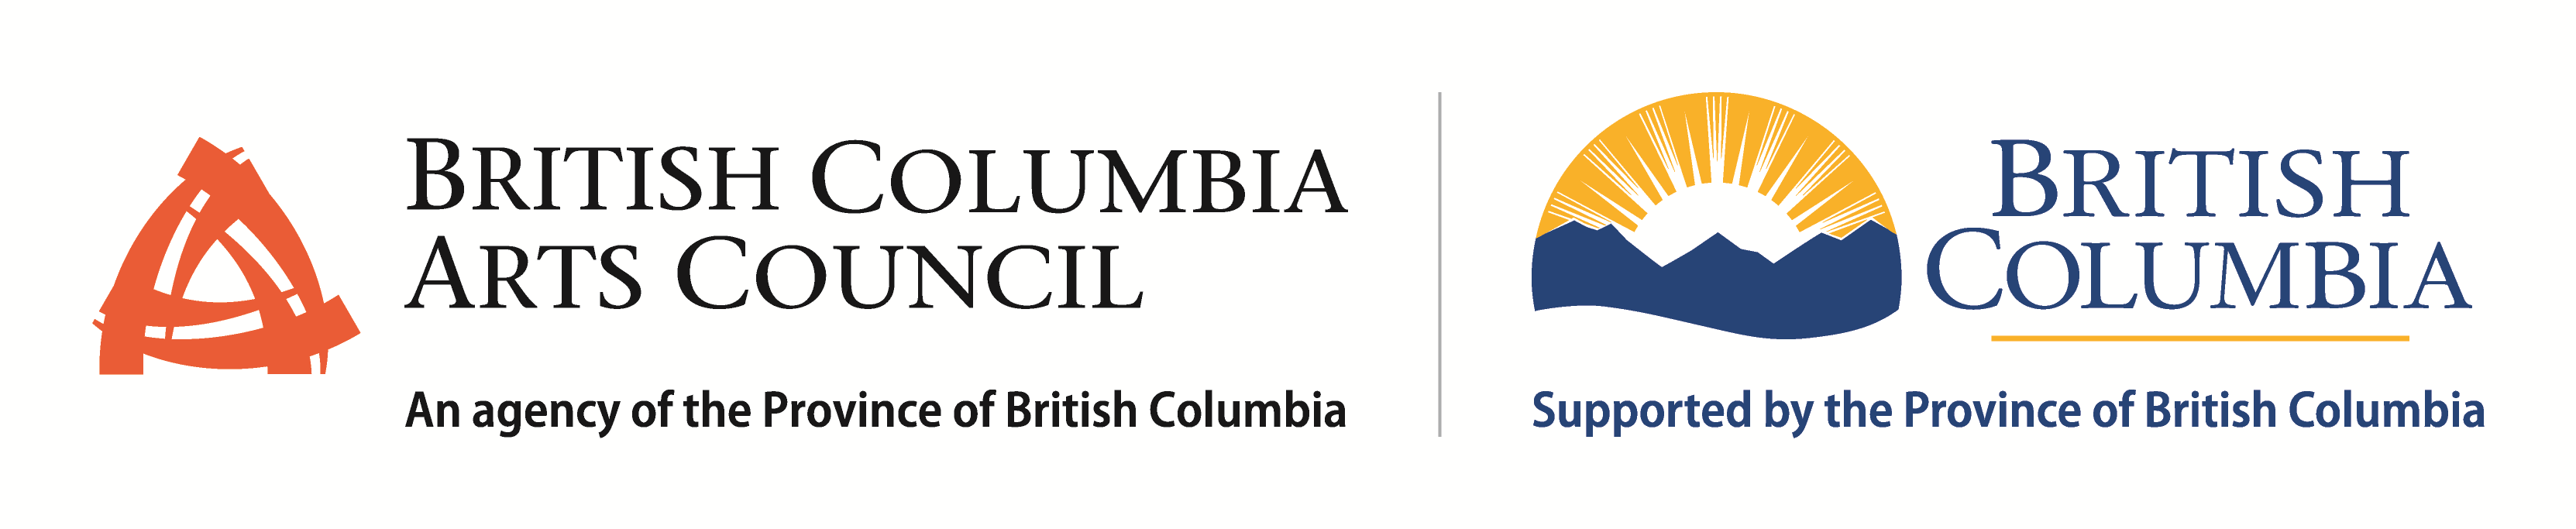 BRITISH COLUMBIA
ARTS COUNCIL
An agency of the Province of British Columbia
BRITISH
COLUMBIA
Supported by the Province of British Columbia